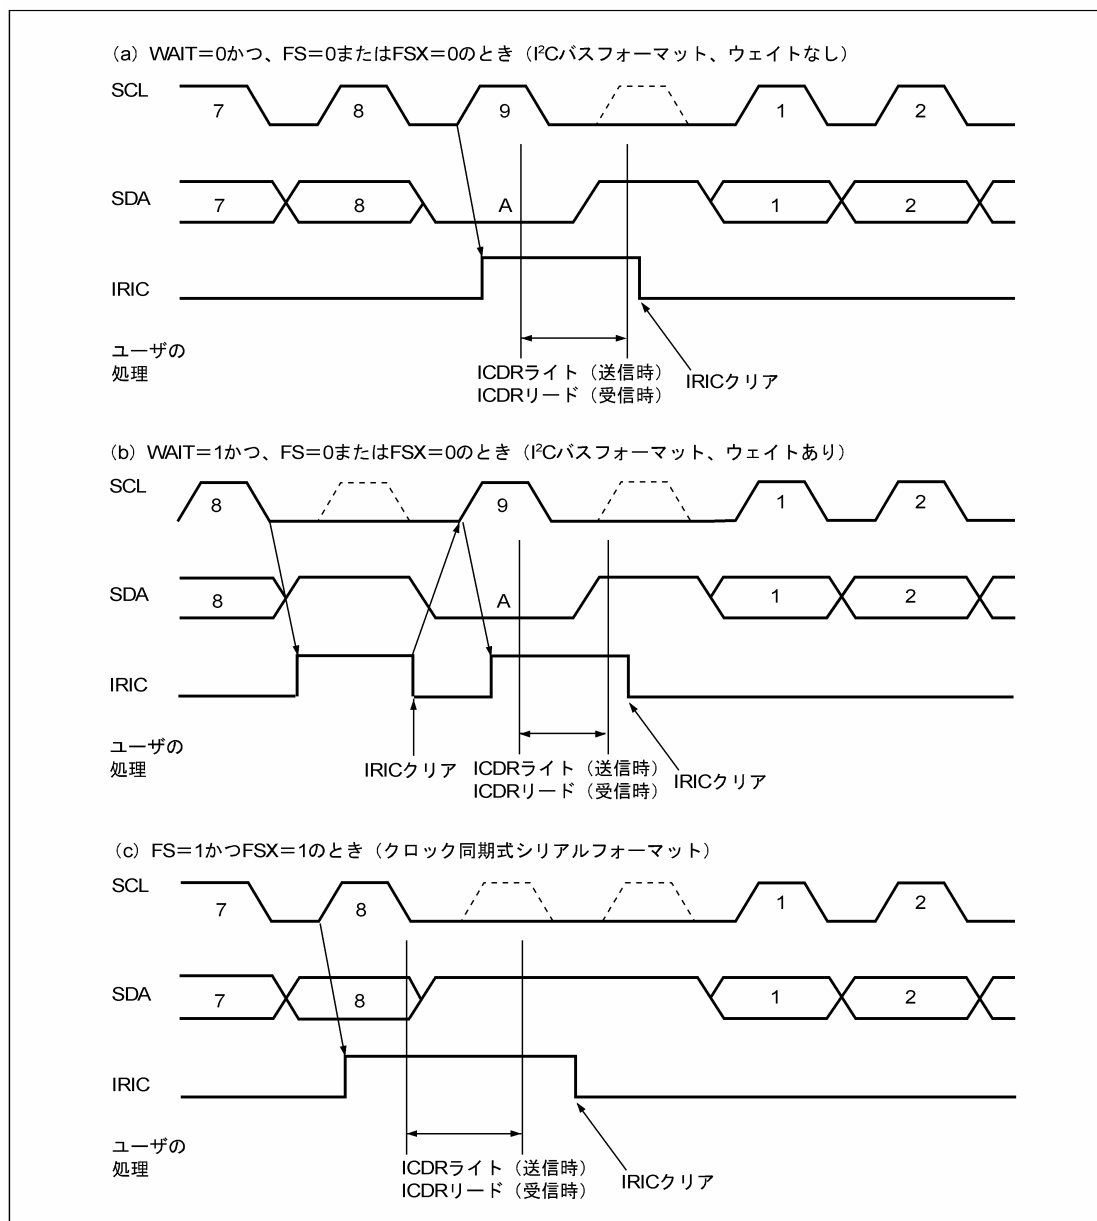 (a) WAIT＝0かつ、FS＝0またはFSX＝0のとき（I²Cバスフォーマット、ウェイトなし）
SCL
7 8 9 1 2
SDA
7 8 A 1 2
IRIC
ユーザの
処理
ICDRライト（送信時）
ICDRリード（受信時）
IRICクリア
(b) WAIT＝1かつ、FS＝0またはFSX＝0のとき（I²Cバスフォーマット、ウェイトあり）
SCL
8 9 1 2
SDA
8 A 1 2
IRIC
ユーザの
処理
IRICクリア
ICDRライト（送信時）
ICDRリード（受信時）
IRICクリア
(c) FS＝1かつFSX＝1のとき（クロック同期式シリアルフォーマット）
SCL
7 8 1 2
SDA
7 8 1 2
IRIC
ユーザの
処理
ICDRライト（送信時）
ICDRリード（受信時）
IRICクリア